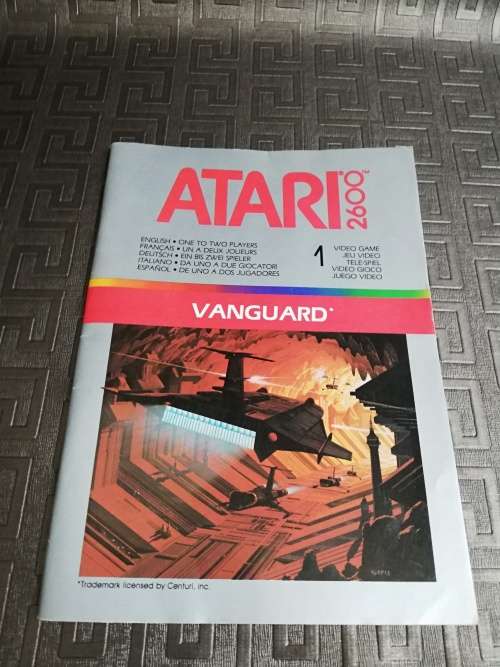 ATARI® 2600™
ENGLISH • ONE TO TWO PLAYERS
FRANÇAIS • UN A DEUX JOUEURS
DEUTSCH • EIN BIS ZWEI SPIELER
ITALIANO • DA UNO A DUE GIOCATORI
ESPAÑOL • DE UNO A DOS JUGADORES
1
VIDEO GAME
JEU VIDEO
TELE-SPIEL
VIDEO GIOCO
JUEGO VIDEO
VANGUARD*
*Trademark licensed by Centuri, Inc.